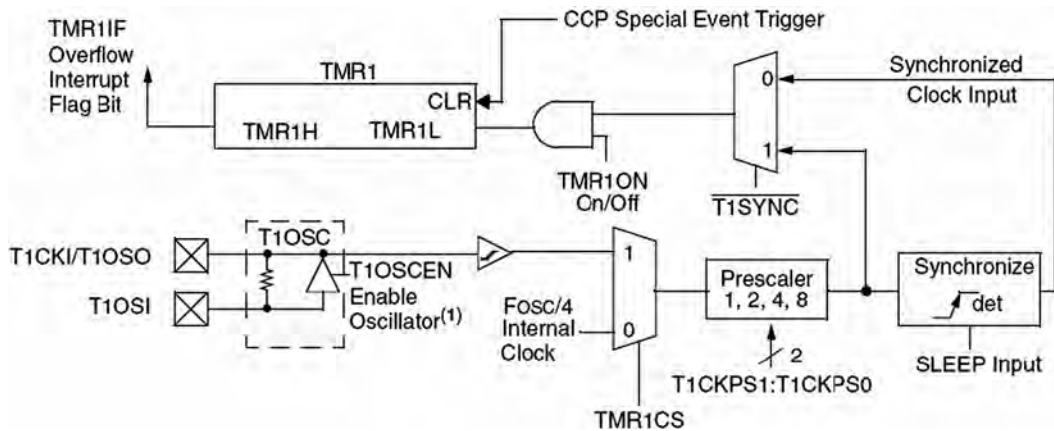 CCP Special Event Trigger
TMR1IF
Overflow
Interrupt
Flag Bit
TMR1
CLR
TMR1H
TMR1L
TMR1ON
On/Off
0
1
T1SYNC
Synchronized
Clock Input
T1CKI/T1OSO
T1OSI
T1OSC
T1OSCEN
Enable
Oscillator(1)
FOSC/4
Internal
Clock
1
0
TMR1CS
Prescaler
1, 2, 4, 8
2
T1CKPS1:T1CKPS0
Synchronize
det
SLEEP Input